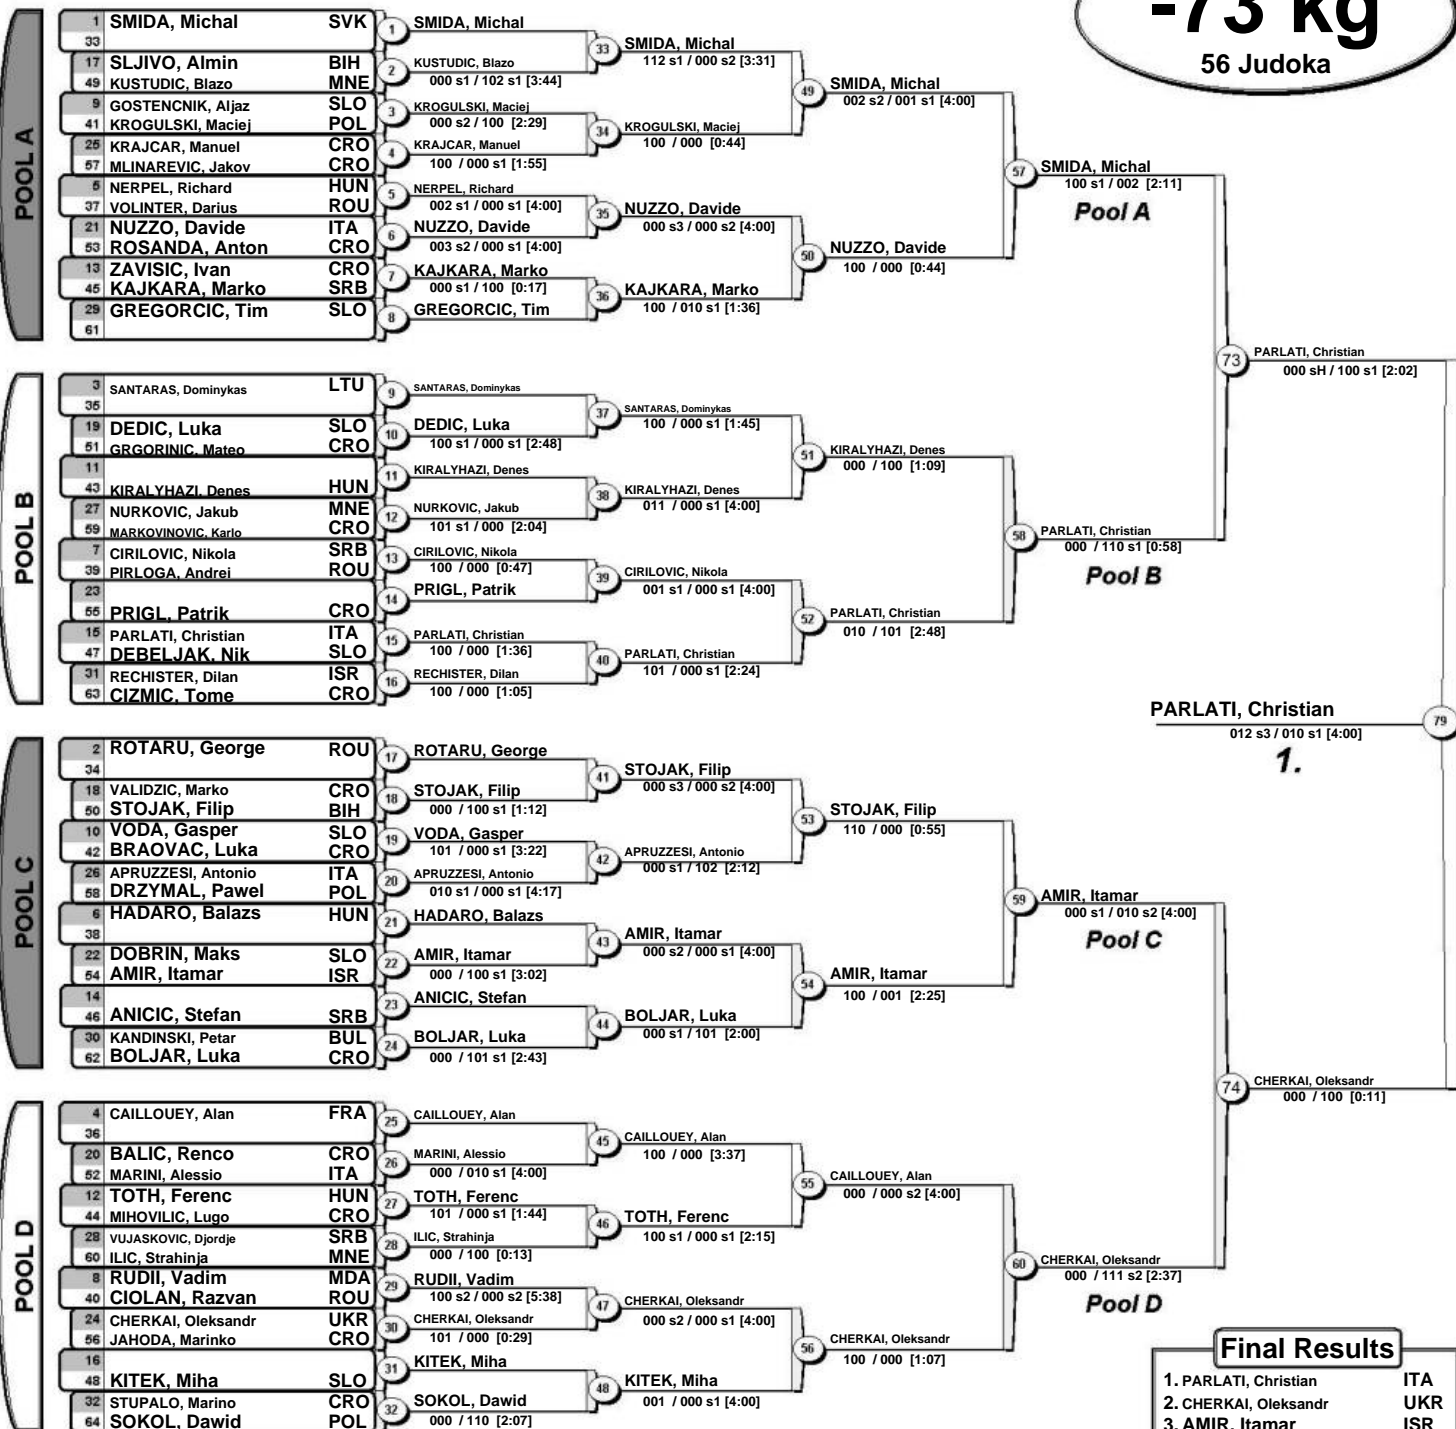 -73 kg
56 Judoka
POOL A
1 SMIDA, Michal SVK
33
17 SLJIVO, Almin BIH
49 KUSTUDIC, Blazo MNE
9 GOSTENCNIK, Aljaz SLO
41 KROGULSKI, Maciej POL
25 KRAJCAR, Manuel CRO
57 MLINAREVIC, Jakov CRO
5 NERPEL, Richard HUN
37 VOLINTER, Darius ROU
21 NUZZO, Davide ITA
53 ROSANDA, Anton CRO
13 ZAVISIC, Ivan CRO
45 KAJKARA, Marko SRB
29 GREGORCIC, Tim SLO
61
1 SMIDA, Michal
2 KUSTUDIC, Blazo
000 s1 / 102 s1 [3:44]
3 KROGULSKI, Maciej
000 s2 / 100 [2:29]
4 KRAJCAR, Manuel
100 / 000 s1 [1:55]
5 NERPEL, Richard
002 s1 / 000 s1 [4:00]
6 NUZZO, Davide
003 s2 / 000 s1 [4:00]
7 KAJKARA, Marko
000 s1 / 100 [0:17]
8 GREGORCIC, Tim
33 SMIDA, Michal
112 s1 / 000 s2 [3:31]
34 KROGULSKI, Maciej
100 / 000 [0:44]
35 NUZZO, Davide
000 s3 / 000 s2 [4:00]
36 KAJKARA, Marko
100 / 010 s1 [1:36]
49 SMIDA, Michal
002 s2 / 001 s1 [4:00]
50 NUZZO, Davide
100 / 000 [0:44]
57 SMIDA, Michal
100 s1 / 002 [2:11]
Pool A
POOL B
3 SANTARAS, Dominykas LTU
35
19 DEDIC, Luka SLO
51 GRGORINIC, Mateo CRO
11
43 KIRALYHAZI, Denes HUN
27 NURKOVIC, Jakub MNE
59 MARKOVINOVIC, Karlo CRO
7 CIRILOVIC, Nikola SRB
39 PIRLOGA, Andrei ROU
23
55 PRIGL, Patrik CRO
15 PARLATI, Christian ITA
47 DEBELJAK, Nik SLO
31 RECHISTER, Dilan ISR
63 CIZMIC, Tome CRO
9 SANTARAS, Dominykas
10 DEDIC, Luka
100 s1 / 000 s1 [2:48]
11 KIRALYHAZI, Denes
12 NURKOVIC, Jakub
101 s1 / 000 [2:04]
13 CIRILOVIC, Nikola
100 / 000 [0:47]
14 PRIGL, Patrik
15 PARLATI, Christian
100 / 000 [1:36]
16 RECHISTER, Dilan
100 / 000 [1:05]
37 SANTARAS, Dominykas
100 / 000 s1 [1:45]
38 KIRALYHAZI, Denes
011 / 000 s1 [4:00]
39 CIRILOVIC, Nikola
001 s1 / 000 s1 [4:00]
40 PARLATI, Christian
101 / 000 s1 [2:24]
51 KIRALYHAZI, Denes
000 / 100 [1:09]
52 PARLATI, Christian
010 / 101 [2:48]
58 PARLATI, Christian
000 / 110 s1 [0:58]
Pool B
73 PARLATI, Christian
000 sH / 100 s1 [2:02]
PARLATI, Christian 79
012 s3 / 010 s1 [4:00]
1.
POOL C
2 ROTARU, George ROU
34
18 VALIDZIC, Marko CRO
50 STOJAK, Filip BIH
10 VODA, Gasper SLO
42 BRAOVAC, Luka CRO
26 APRUZZESI, Antonio ITA
58 DRZYMAL, Pawel POL
6 HADARO, Balazs HUN
38
22 DOBRIN, Maks SLO
54 AMIR, Itamar ISR
14
46 ANICIC, Stefan SRB
30 KANDINSKI, Petar BUL
62 BOLJAR, Luka CRO
17 ROTARU, George
18 STOJAK, Filip
000 / 100 s1 [1:12]
19 VODA, Gasper
101 / 000 s1 [3:22]
20 APRUZZESI, Antonio
010 s1 / 000 s1 [4:17]
21 HADARO, Balazs
22 AMIR, Itamar
000 / 100 s1 [3:02]
23 ANICIC, Stefan
24 BOLJAR, Luka
000 / 101 s1 [2:43]
41 STOJAK, Filip
000 s3 / 000 s2 [4:00]
42 APRUZZESI, Antonio
000 s1 / 102 [2:12]
43 AMIR, Itamar
000 s2 / 000 s1 [4:00]
44 BOLJAR, Luka
000 s1 / 101 [2:00]
53 STOJAK, Filip
110 / 000 [0:55]
54 AMIR, Itamar
100 / 001 [2:25]
59 AMIR, Itamar
000 s1 / 010 s2 [4:00]
Pool C
74 CHERKAI, Oleksandr
000 / 100 [0:11]
POOL D
4 CAILLOUEY, Alan FRA
36
20 BALIC, Renco CRO
52 MARINI, Alessio ITA
12 TOTH, Ferenc HUN
44 MIHOVILIC, Lugo CRO
28 VUJASKOVIC, Djordje SRB
60 ILIC, Strahinja MNE
8 RUDII, Vadim MDA
40 CIOLAN, Razvan ROU
24 CHERKAI, Oleksandr UKR
56 JAHODA, Marinko CRO
16
48 KITEK, Miha SLO
32 STUPALO, Marino CRO
64 SOKOL, Dawid POL
25 CAILLOUEY, Alan
26 MARINI, Alessio
000 / 010 s1 [4:00]
27 TOTH, Ferenc
101 / 000 s1 [1:44]
28 ILIC, Strahinja
000 / 100 [0:13]
29 RUDII, Vadim
100 s2 / 000 s2 [5:38]
30 CHERKAI, Oleksandr
101 / 000 [0:29]
31 KITEK, Miha
32 SOKOL, Dawid
000 / 110 [2:07]
45 CAILLOUEY, Alan
100 / 000 [3:37]
46 TOTH, Ferenc
100 s1 / 000 s1 [2:15]
47 CHERKAI, Oleksandr
000 s2 / 000 s1 [4:00]
48 KITEK, Miha
001 / 000 s1 [4:00]
55 CAILLOUEY, Alan
000 / 000 s2 [4:00]
56 CHERKAI, Oleksandr
100 / 000 [1:07]
60 CHERKAI, Oleksandr
000 / 111 s2 [2:37]
Pool D
Final Results
1. PARLATI, Christian ITA
2. CHERKAI, Oleksandr UKR
3. AMIR, Itamar ISR